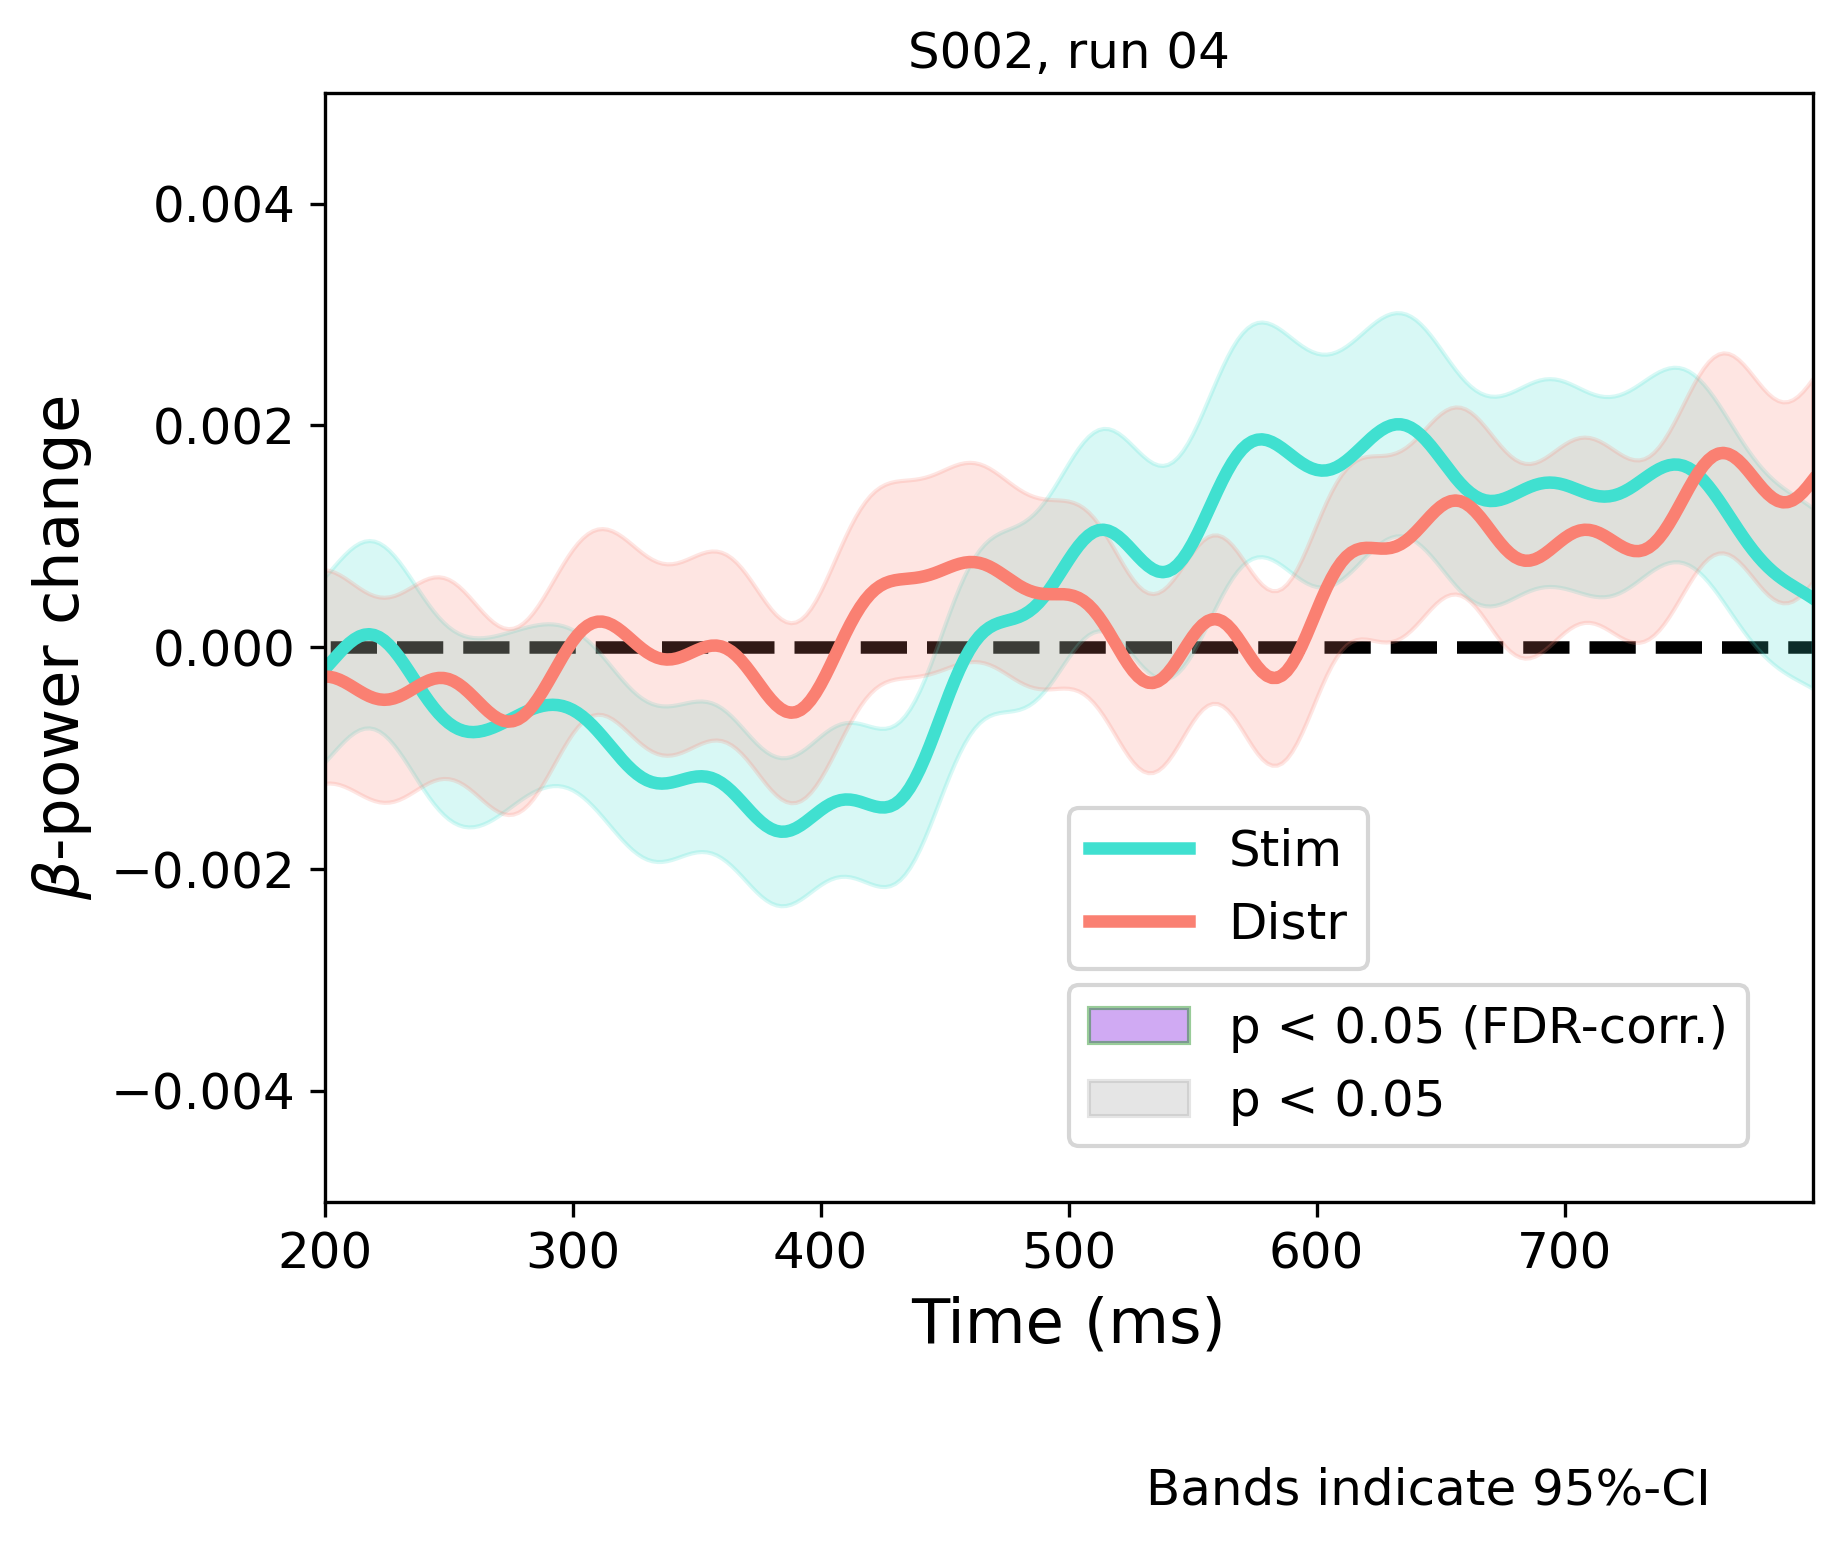 S002, run 04
0.004
0.002
0.000
−0.002
−0.004
β-power change
200 300 400 500 600 700
Time (ms)
Stim
Distr
p < 0.05 (FDR-corr.)
p < 0.05
Bands indicate 95%-CI